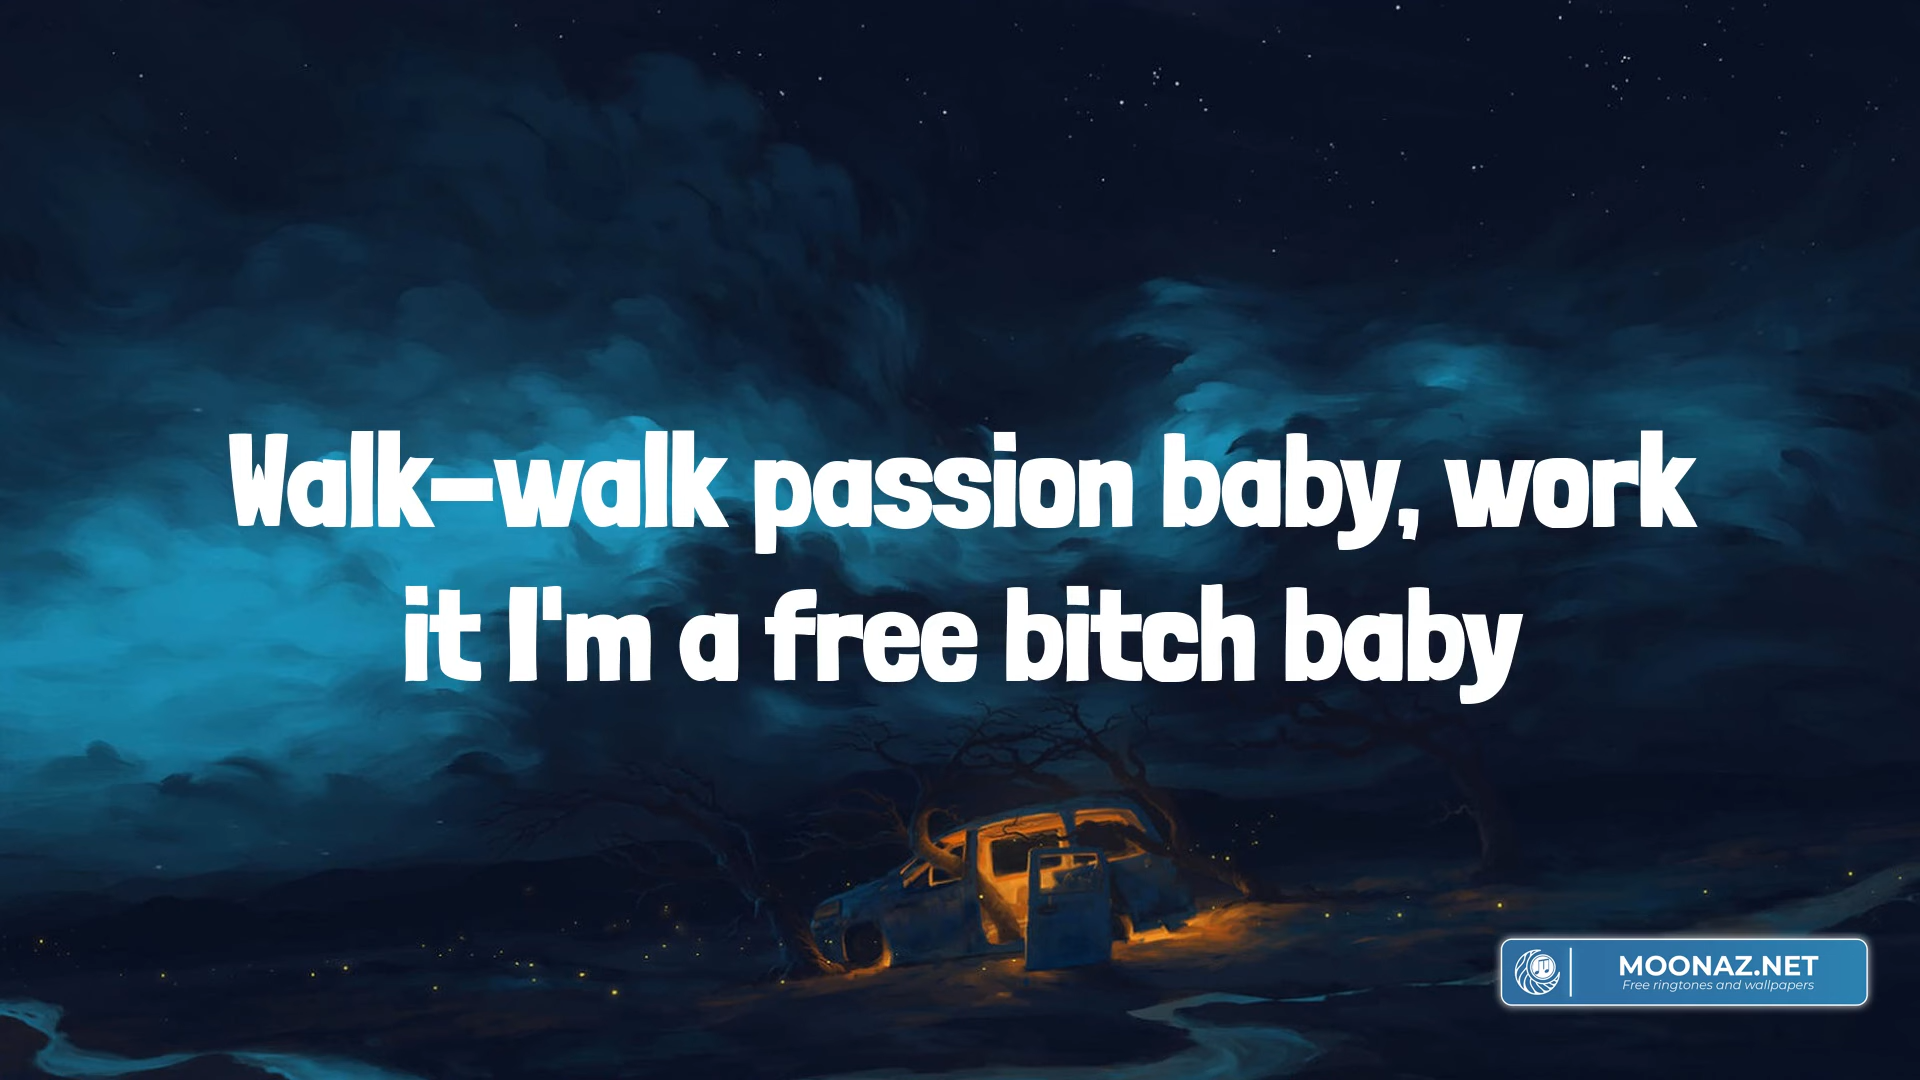 Walk-walk passion baby, work
it I'm a free bitch baby
MOONAZ.NET
Free ringtones and wallpapers